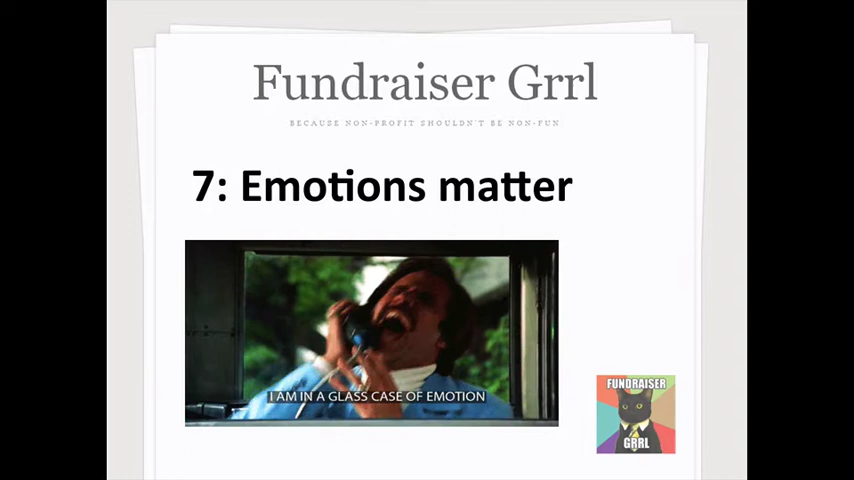 Fundraiser Grrl
BECAUSE NON-PROFIT SHOULDN'T BE NON-FUN
7: Emotions matter
I AM IN A GLASS CASE OF EMOTION
FUNDRAISER
GRRL